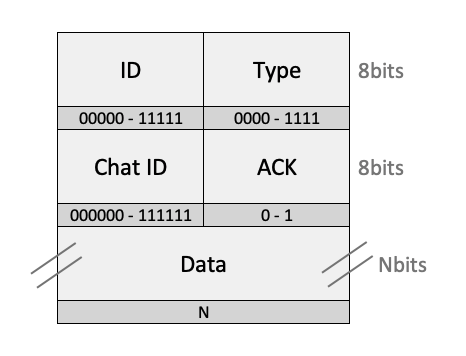 ID Type 8bits
00000 - 11111 0000 - 1111
Chat ID ACK 8bits
000000 - 111111 0 - 1
Data Nbits
N